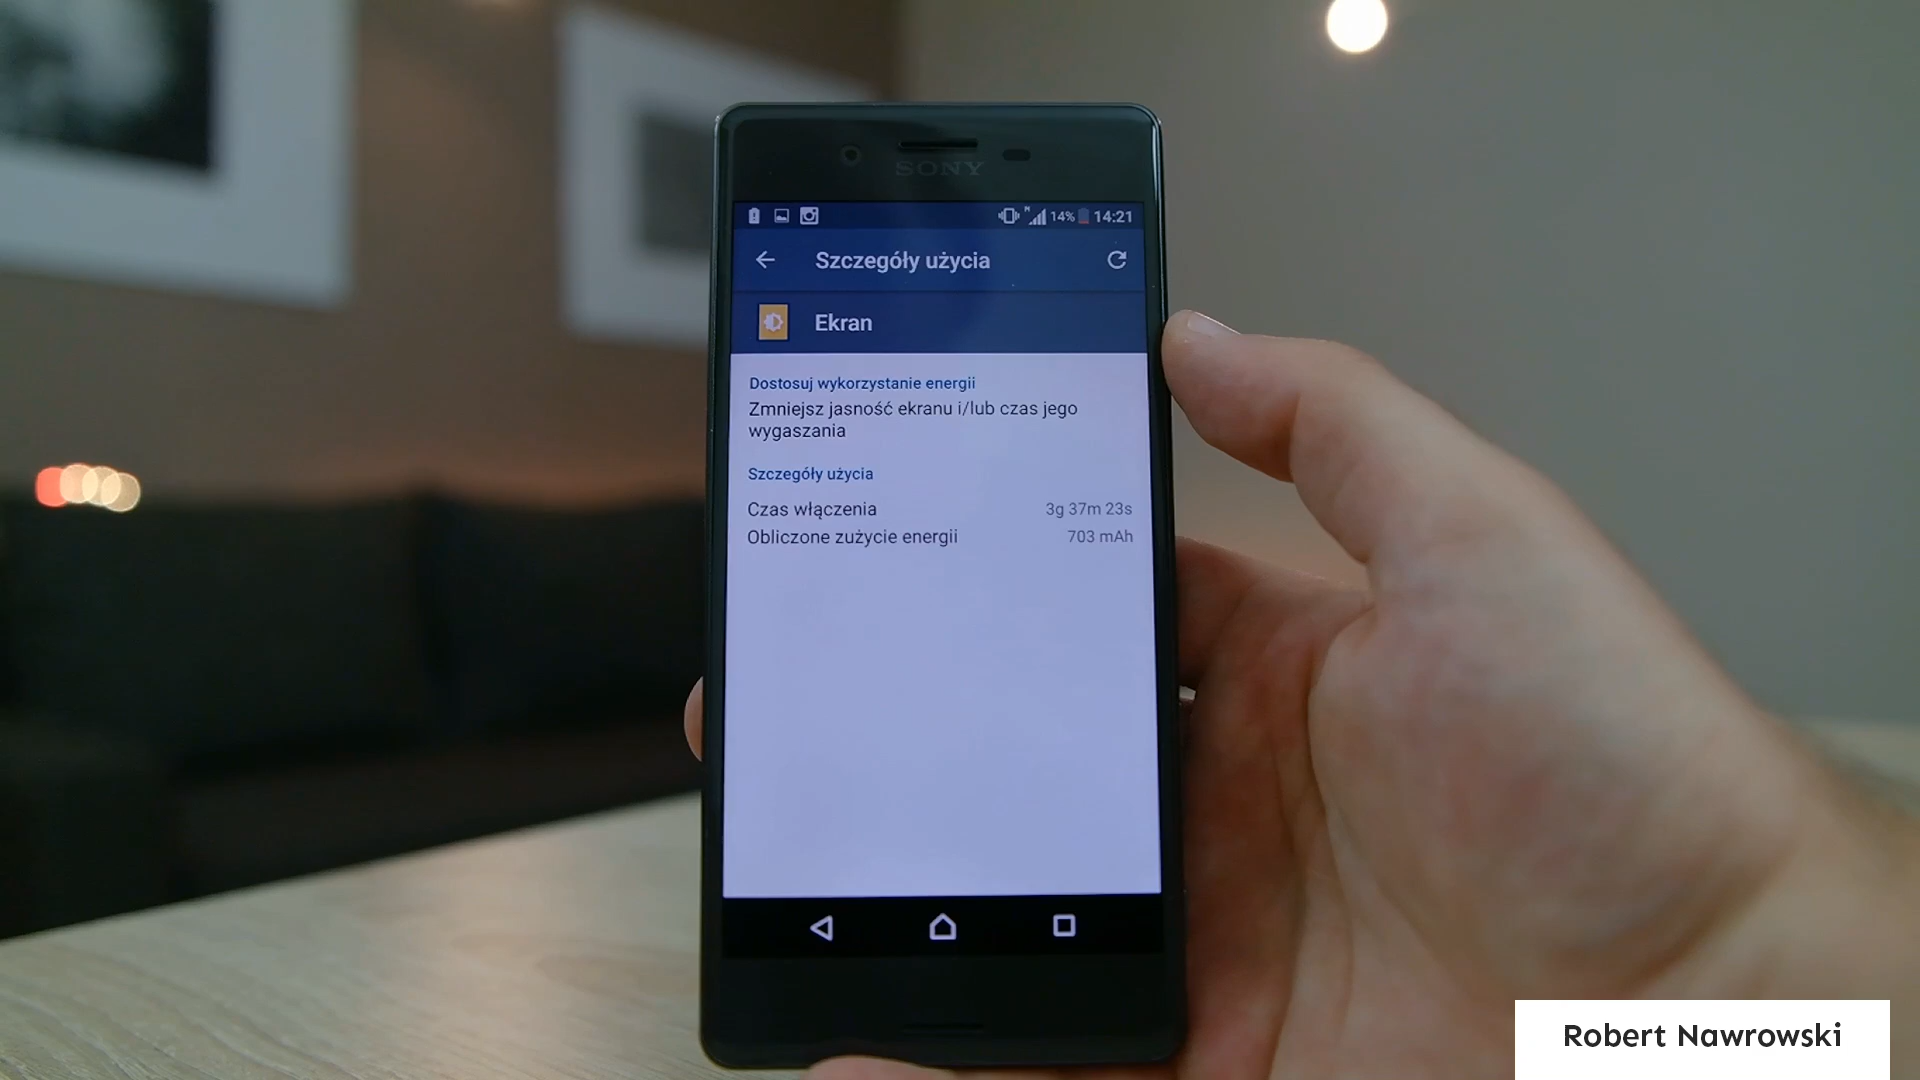 SONY
14% 14:21
Szczegóły użycia
Ekran
Dostosuj wykorzystanie energii
Zmniejsz jasność ekranu i/lub czas jego
wygaszania
Szczegóły użycia
Czas włączenia 3g 37m 23s
Obliczone zużycie energii 703 mAh
Robert Nawrowski